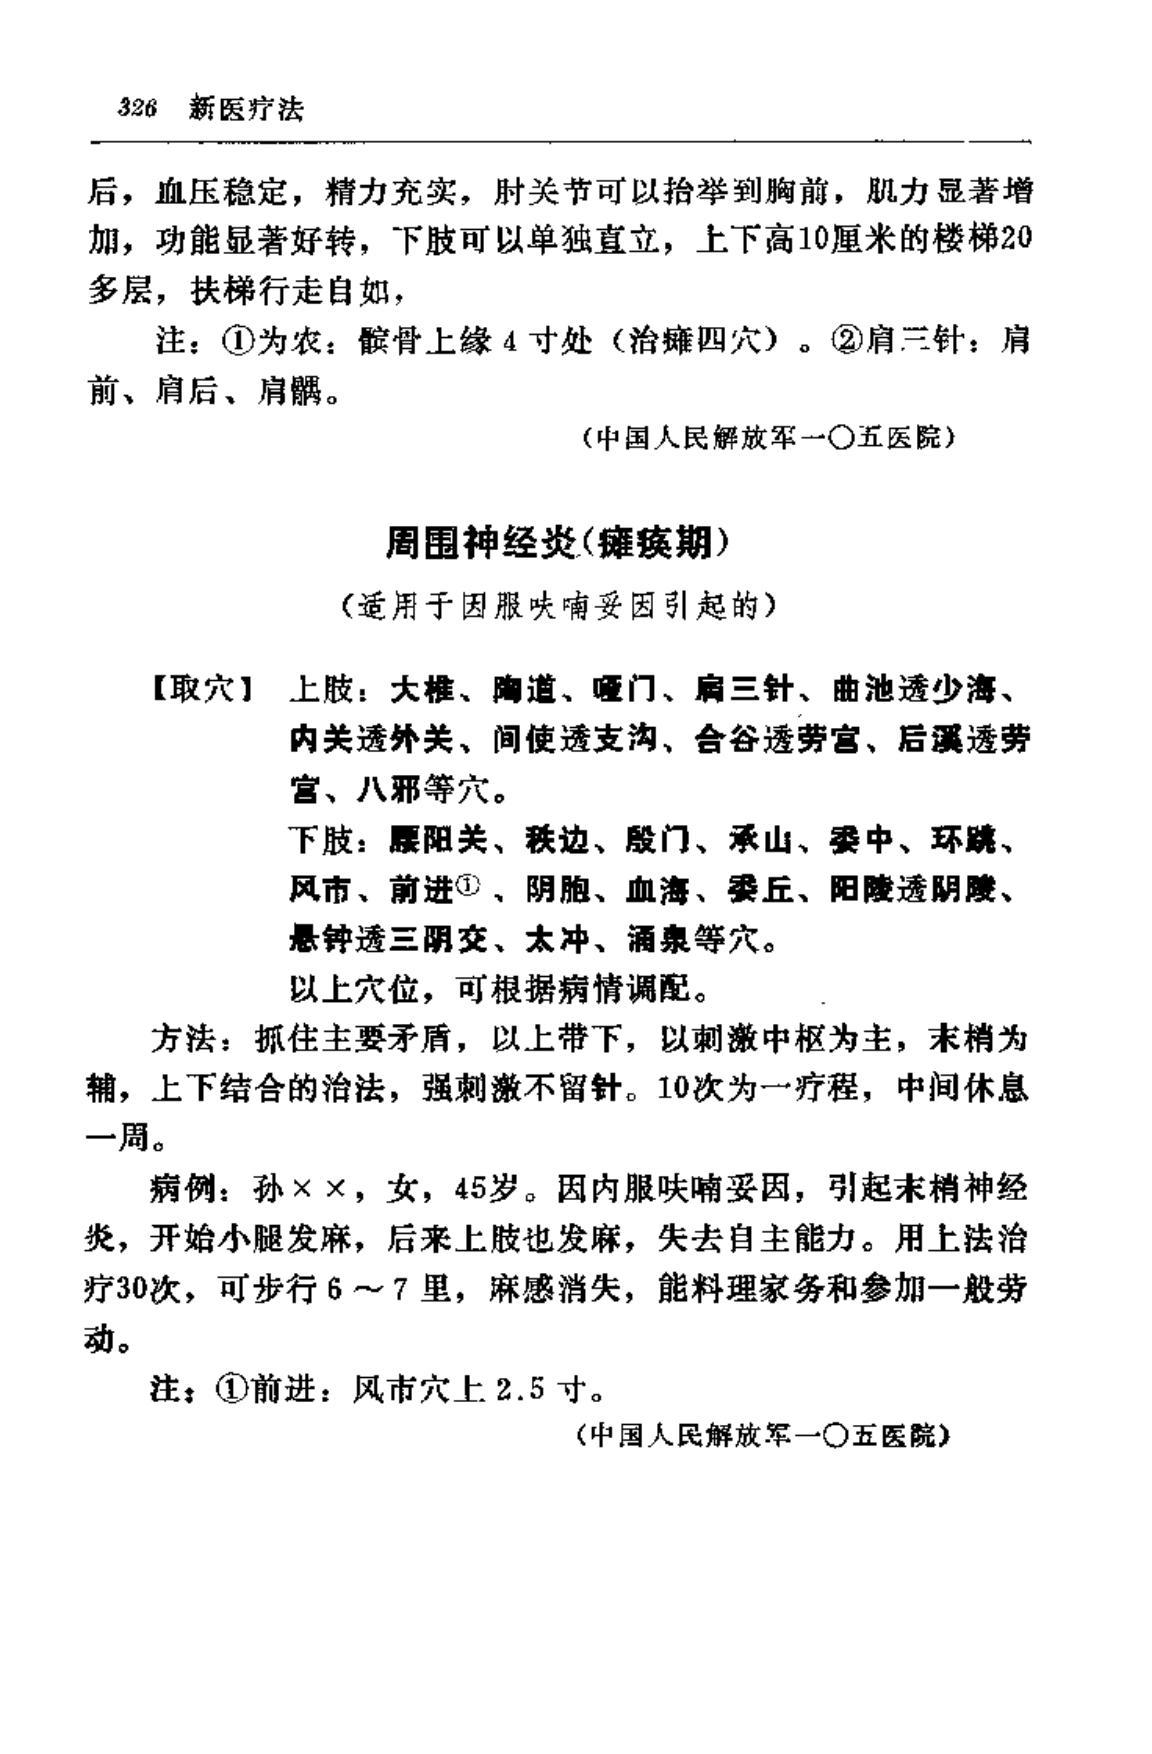 326 新医疗法
后，血压稳定，精力充实，肘关节可以抬举到胸前，肌力显著增
加，功能显著好转，下肢可以单独直立，上下高10厘米的楼梯20
多层，扶梯行走自如，
注：①为农：髌骨上缘4寸处（治瘫四穴）。②肩三针：肩
前、肩后、肩髃。
（中国人民解放军一〇五医院）
周围神经炎（瘫痪期）
（适用于因服呋喃妥因引起的）
【取穴】 上肢：大椎、陶道、哑门、肩三针、曲池透少海、
内关透外关、间使透支沟、合谷透劳宫、后溪透劳
宫、八邪等穴。
下肢：腰阳关、秩边、殷门、承山、委中、环跳、
风市、前进①、阴胞、血海、委丘、阳陵透阴陵、
悬钟透三阴交、太冲、涌泉等穴。
以上穴位，可根据病情调配。
方法：抓住主要矛盾，以上带下，以刺激中枢为主，末梢为
辅，上下结合的治法，强刺激不留针。10次为一疗程，中间休息
一周。
病例：孙××，女，45岁。因内服呋喃妥因，引起末梢神经
炎，开始小腿发麻，后来上肢也发麻，失去自主能力。用上法治
疗30次，可步行6～7里，麻感消失，能料理家务和参加一般劳
动。
注：①前进：风市穴上2.5寸。
（中国人民解放军一〇五医院）